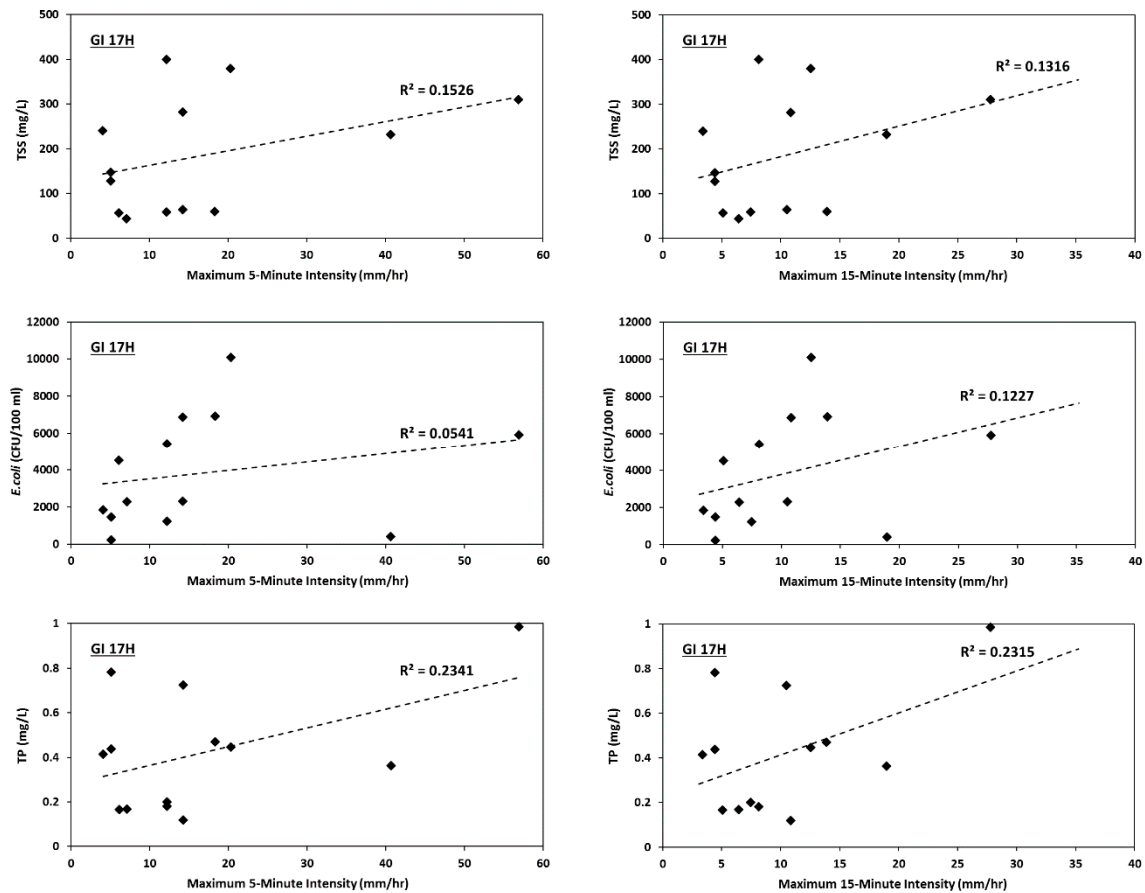 500
400
300
200
100
0
TSS (mg/L)
GI 17H
R² = 0.1526
0 10 20 30 40 50 60
Maximum 5-Minute Intensity (mm/hr)
500
400
300
200
100
0
TSS (mg/L)
GI 17H
R² = 0.1316
0 5 10 15 20 25 30 35 40
Maximum 15-Minute Intensity (mm/hr)
12000
10000
8000
6000
4000
2000
0
E.coli (CFU/100 ml)
GI 17H
R² = 0.0541
0 10 20 30 40 50 60
Maximum 5-Minute Intensity (mm/hr)
12000
10000
8000
6000
4000
2000
0
E.coli (CFU/100 ml)
GI 17H
R² = 0.1227
0 5 10 15 20 25 30 35 40
Maximum 15-Minute Intensity (mm/hr)
1
0.8
0.6
0.4
0.2
0
TP (mg/L)
GI 17H
R² = 0.2341
0 10 20 30 40 50 60
Maximum 5-Minute Intensity (mm/hr)
1
0.8
0.6
0.4
0.2
0
TP (mg/L)
GI 17H
R² = 0.2315
0 5 10 15 20 25 30 35 40
Maximum 15-Minute Intensity (mm/hr)